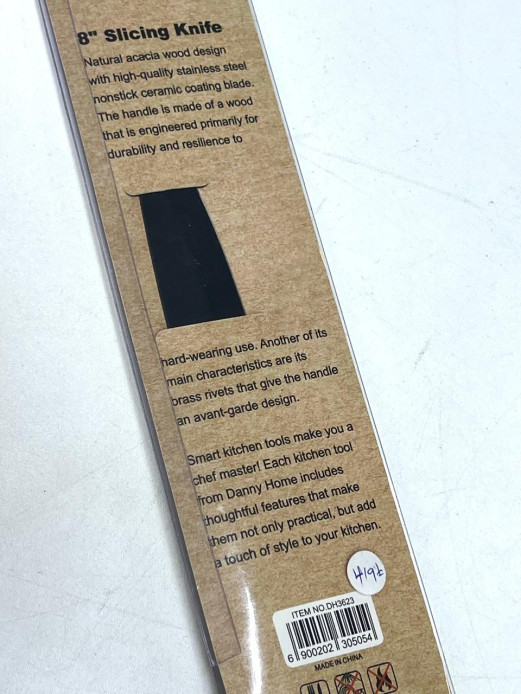 8" Slicing Knife
Natural acacia wood design
with high-quality stainless steel
nonstick ceramic coating blade.
The handle is made of a wood
that is engineered primarily for
durability and resilience to
hard-wearing use. Another of its
main characteristics are its
brass rivets that give the handle
an avant-garde design.
Smart kitchen tools make you a
chef master! Each kitchen tool
from Danny Home includes
thoughtful features that make
them not only practical, but add
a touch of style to your kitchen.
ITEM NO.DH3623
6 900202 305054
MADE IN CHINA